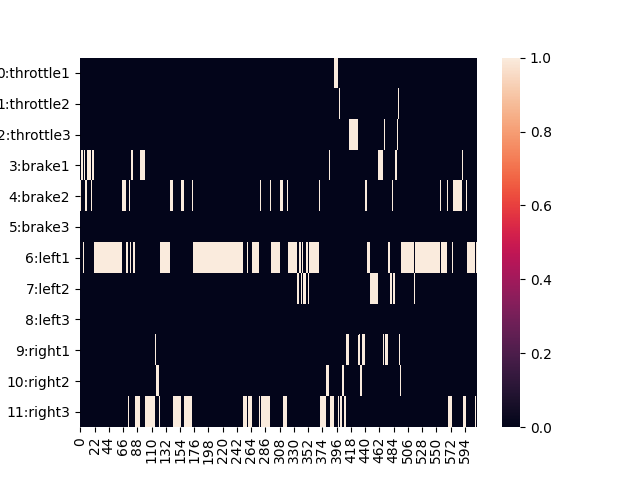 0:throttle1
1:throttle2
2:throttle3
3:brake1
4:brake2
5:brake3
6:left1
7:left2
8:left3
9:right1
10:right2
11:right3
0 22 44 66 88 110 132 154 176 198 220 242 264 286 308 330 352 374 396 418 440 462 484 506 528 550 572 594
1.0
0.8
0.6
0.4
0.2
0.0